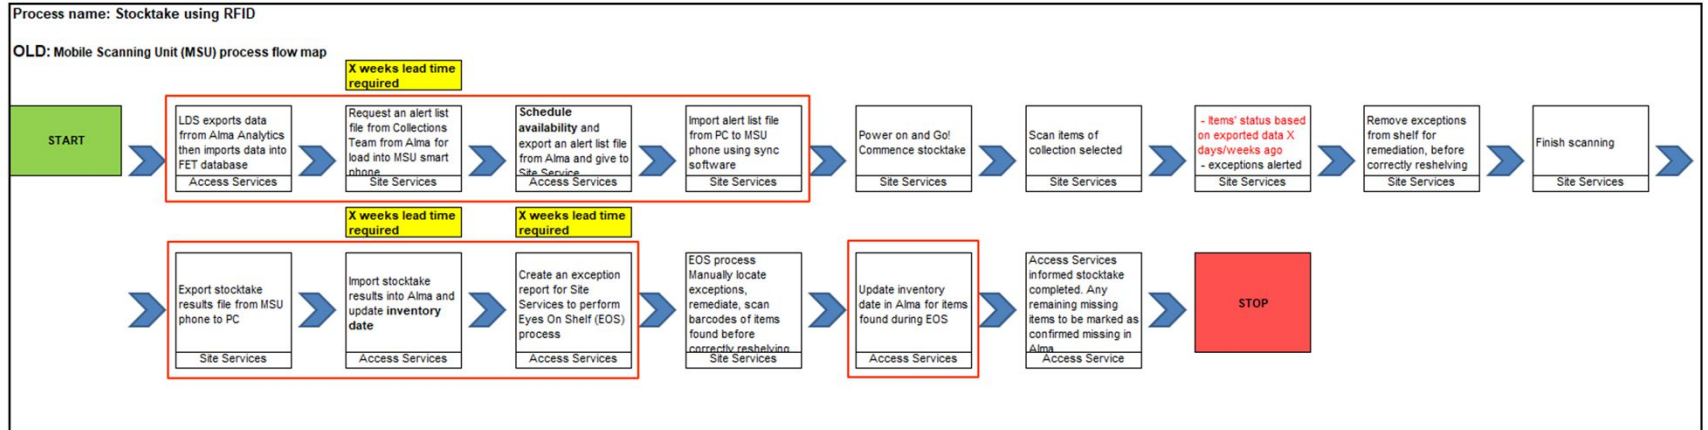 Process name: Stocktake using RFID
OLD: Mobile Scanning Unit (MSU) process flow map
X weeks lead time
required
START
LDS exports data
frrom Alma Analytics
then imports data into
FET database
Access Services
Request an alert list
file from Collections
Team from Alma for
load into MSU smart
phone
Site Services
Schedule
availability and
export an alert list file
from Alma and give to
Site Service
Access Services
Import alert list file
from PC to MSU
phone using sync
software
Site Services
Power on and Go!
Commence stocktake
Site Services
Scan items of
collection selected
Site Services
- Items' status based
on exported data X
days/weeks ago
- exceptions alerted
Site Services
Remove exceptions
from shelf for
remediation, before
correctly reshelving
Site Services
Finish scanning
Site Services
X weeks lead time
required
X weeks lead time
required
Export stocktake
results file from MSU
phone to PC
Site Services
Import stocktake
results into Alma and
update inventory
date
Access Services
Create an exception
report for Site
Services to perform
Eyes On Shelf (EOS)
process
Access Services
EOS process
Manually locate
exceptions,
remediate, scan
barcodes of items
found before
correctly reshelving
Site Services
Update inventory
date in Alma for items
found during EOS
Access Services
Access Services
informed stocktake
completed. Any
remaining missing
items to be marked as
confirmed missing in
Alma
Access Service
STOP